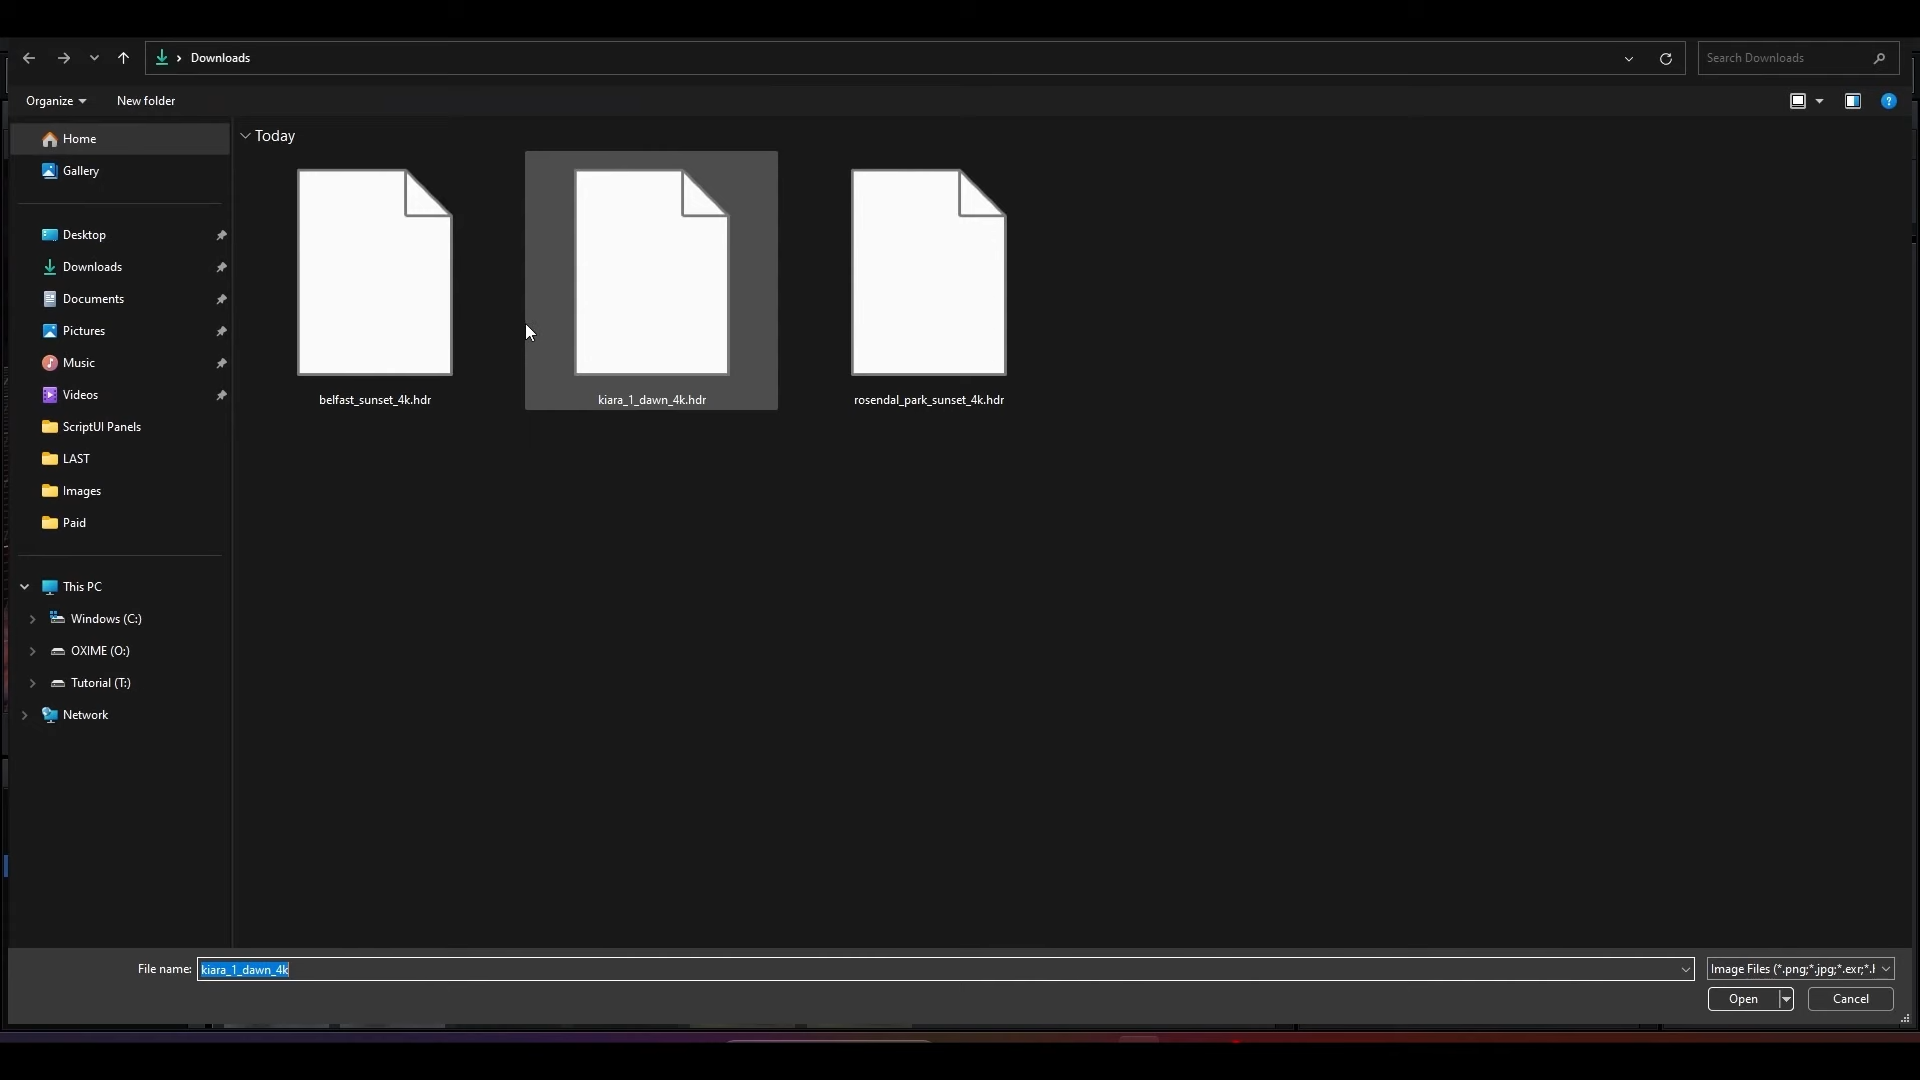 Downloads
Search Downloads
Organize
New folder
Home
Gallery
Desktop
Downloads
Documents
Pictures
Music
Videos
ScriptUI Panels
LAST
Images
Paid
This PC
Windows (C:)
OXIME (O:)
Tutorial (T:)
Network
Today
belfast_sunset_4k.hdr
kiara_1_dawn_4k.hdr
rosendal_park_sunset_4k.hdr
File name:
kiara_1_dawn_4k
Image Files (*.png;*.jpg;*.exr;*.
Open
Cancel